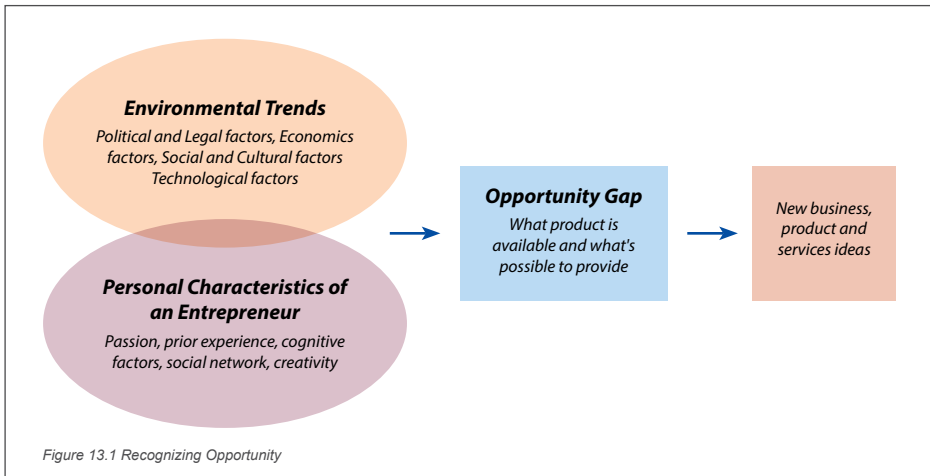 Environmental Trends
Political and Legal factors, Economics
factors, Social and Cultural factors
Technological factors
Personal Characteristics of
an Entrepreneur
Passion, prior experience, cognitive
factors, social network, creativity
Opportunity Gap
What product is
available and what's
possible to provide
New business,
product and
services ideas
Figure 13.1 Recognizing Opportunity